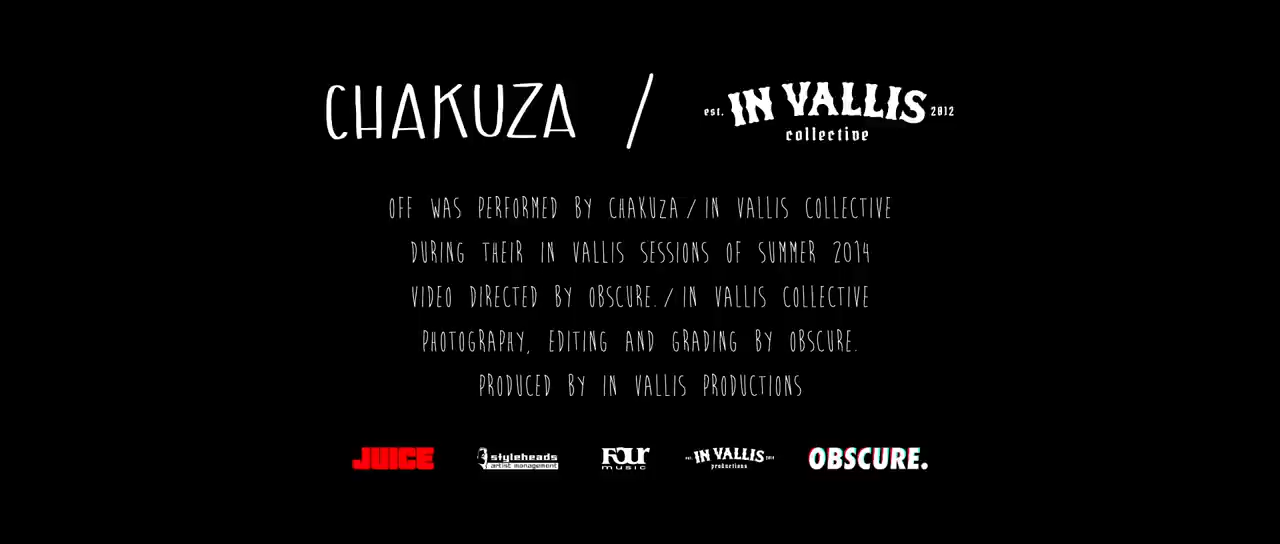 CHAKUZA / est. IN VALLIS 2012
collective
OFF WAS PERFORMED BY CHAKUZA / IN VALLIS COLLECTIVE
DURING THEIR IN VALLIS SESSIONS OF SUMMER 2014
VIDEO DIRECTED BY OBSCURE. / IN VALLIS COLLECTIVE
PHOTOGRAPHY, EDITING AND GRADING BY OBSCURE.
PRODUCED BY IN VALLIS PRODUCTIONS
JUICE styleheads artist management FOUR MUSIC est. IN VALLIS productions OBSCURE.